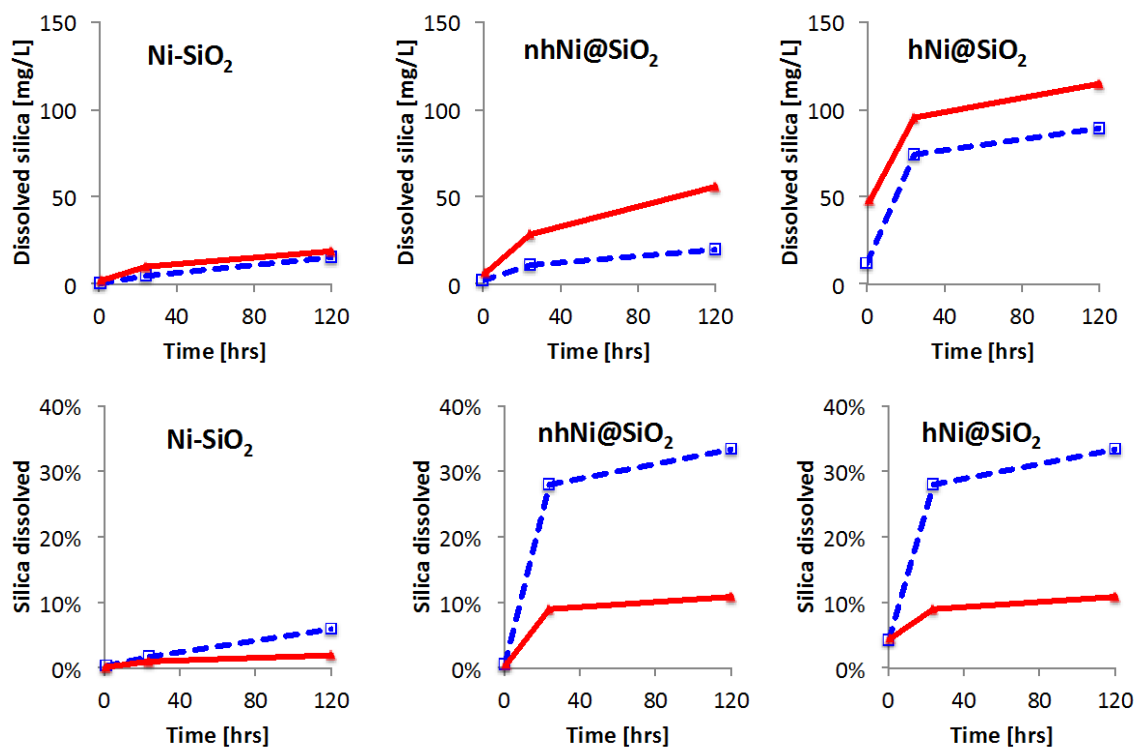 Dissolved silica [mg/L]
150
100
50
0
Ni-SiO₂
0 40 80 120
Time [hrs]
Dissolved silica [mg/L]
150
100
50
0
nhNi@SiO₂
0 40 80 120
Time [hrs]
Dissolved silica [mg/L]
150
100
50
0
hNi@SiO₂
0 40 80 120
Time [hrs]
Silica dissolved
40%
30%
20%
10%
0%
Ni-SiO₂
0 40 80 120
Time [hrs]
Silica dissolved
40%
30%
20%
10%
0%
nhNi@SiO₂
0 40 80 120
Time [hrs]
Silica dissolved
40%
30%
20%
10%
0%
hNi@SiO₂
0 40 80 120
Time [hrs]